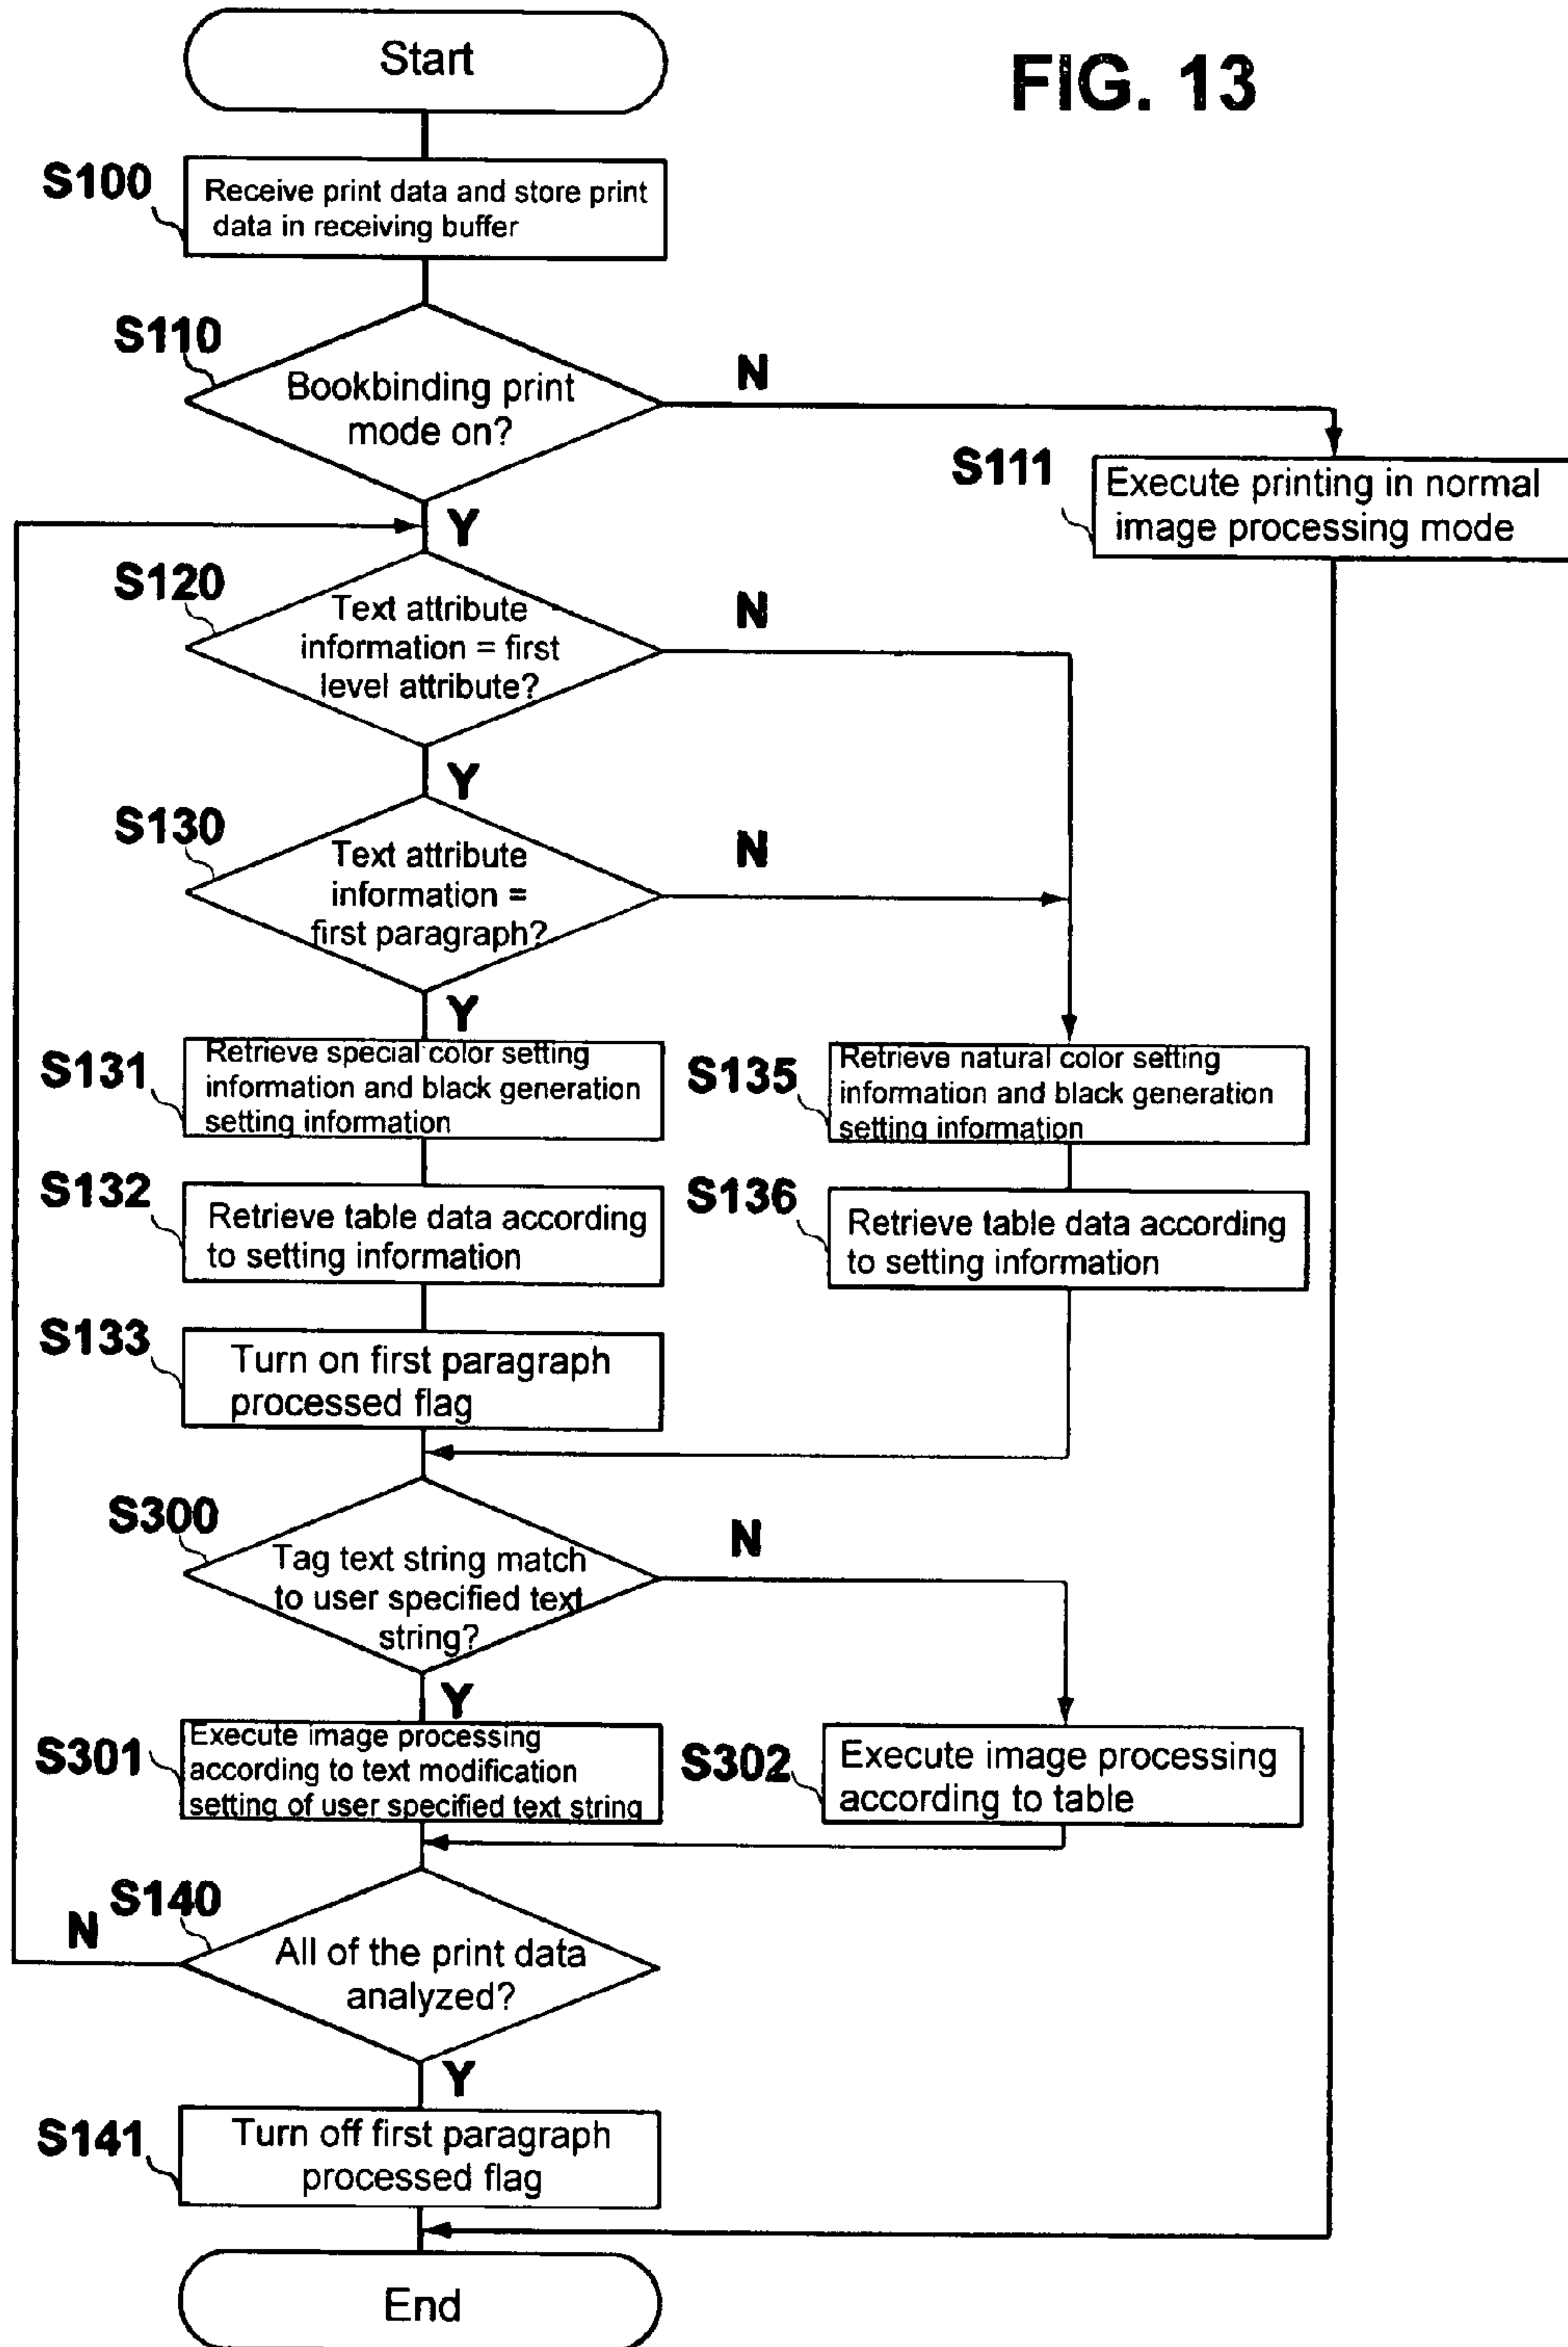 Start
FIG. 13
S100
Receive print data and store print
data in receiving buffer
S110
Bookbinding print
mode on?
N
Y
S111
Execute printing in normal
image processing mode
S120
Text attribute
information = first
level attribute?
N
Y
S130
Text attribute
information =
first paragraph?
N
Y
S131
Retrieve special color setting
information and black generation
setting information
S135
Retrieve natural color setting
information and black generation
setting information
S132
Retrieve table data according
to setting information
S136
Retrieve table data according
to setting information
S133
Turn on first paragraph
processed flag
S300
Tag text string match
to user specified text
string?
N
Y
S301
Execute image processing
according to text modification
setting of user specified text string
S302
Execute image processing
according to table
S140
N
All of the print data
analyzed?
Y
S141
Turn off first paragraph
processed flag
End